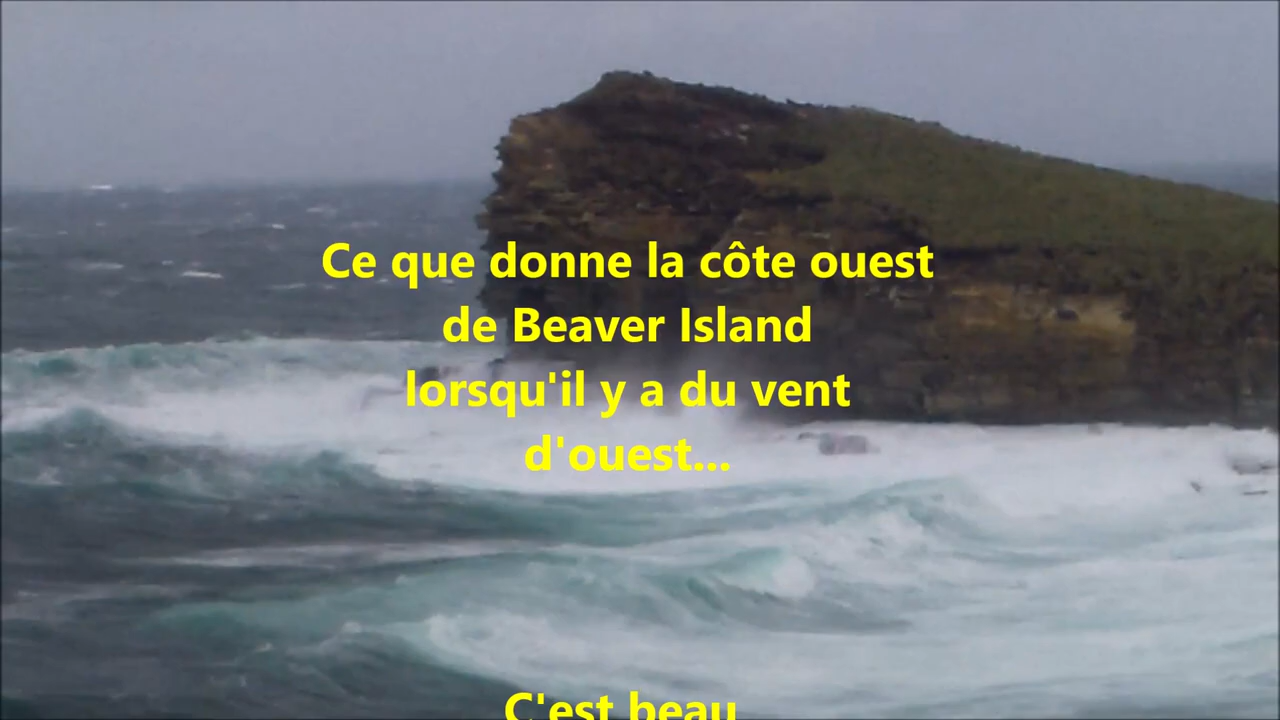 Ce que donne la côte ouest
de Beaver Island
lorsqu'il y a du vent
d'ouest...
C'est beau